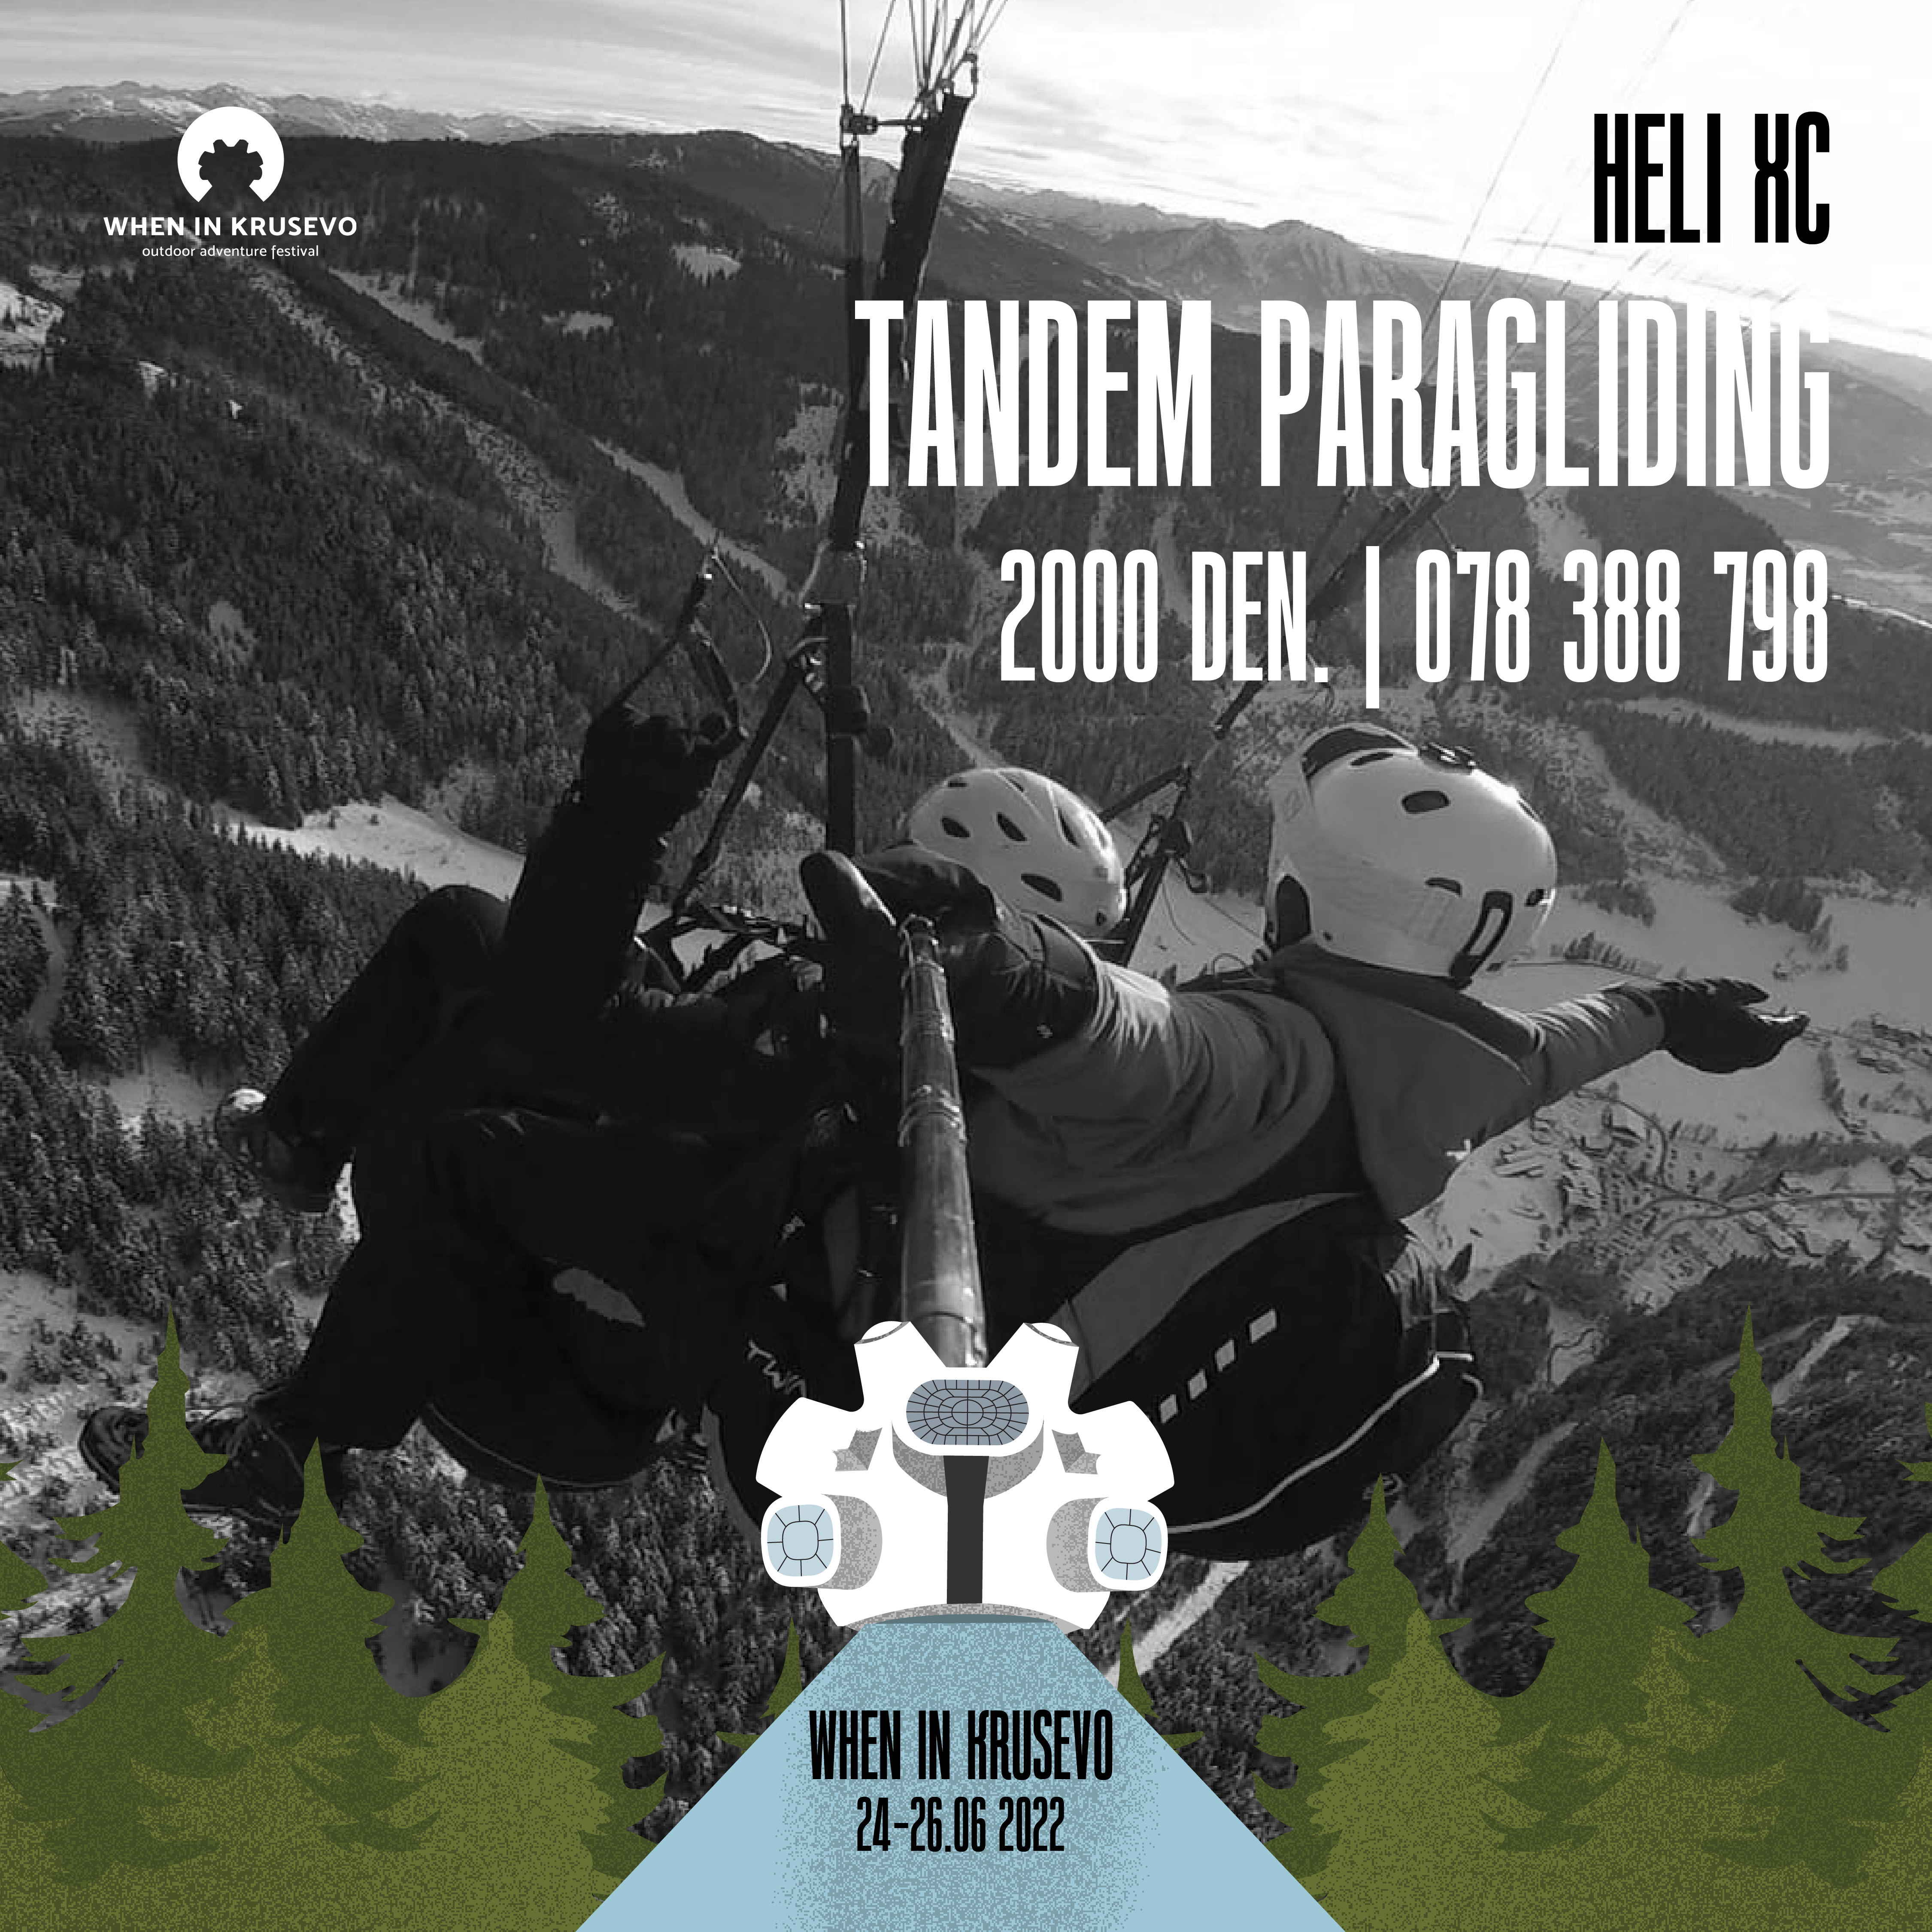 WHEN IN KRUSEVO
outdoor adventure festival
HELI XC
TANDEM PARAGLIDING
2000 DEN. | 078 388 798
WHEN IN KRUSEVO
24-26.06 2022